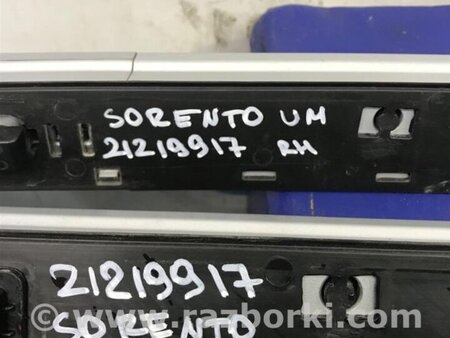 SORENTO UM
21219917 RH
21219917
SORENTO
www.razborki.com